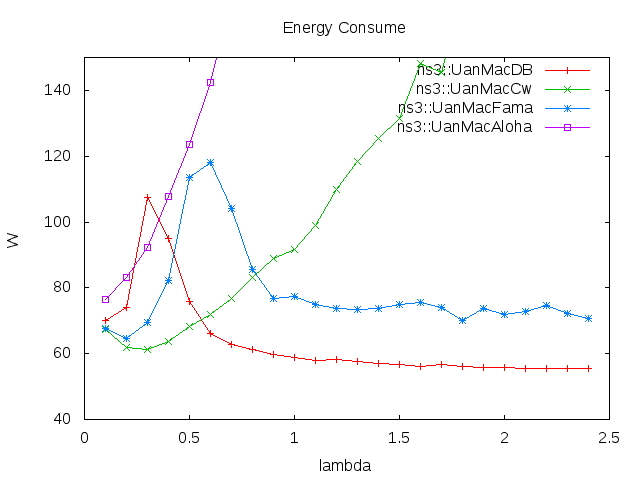 Energy Consume
140
120
100
80
60
40
W
ns3::UanMacDB
ns3::UanMacCw
ns3::UanMacFama
ns3::UanMacAloha
0
0.5
1
1.5
2
2.5
lambda